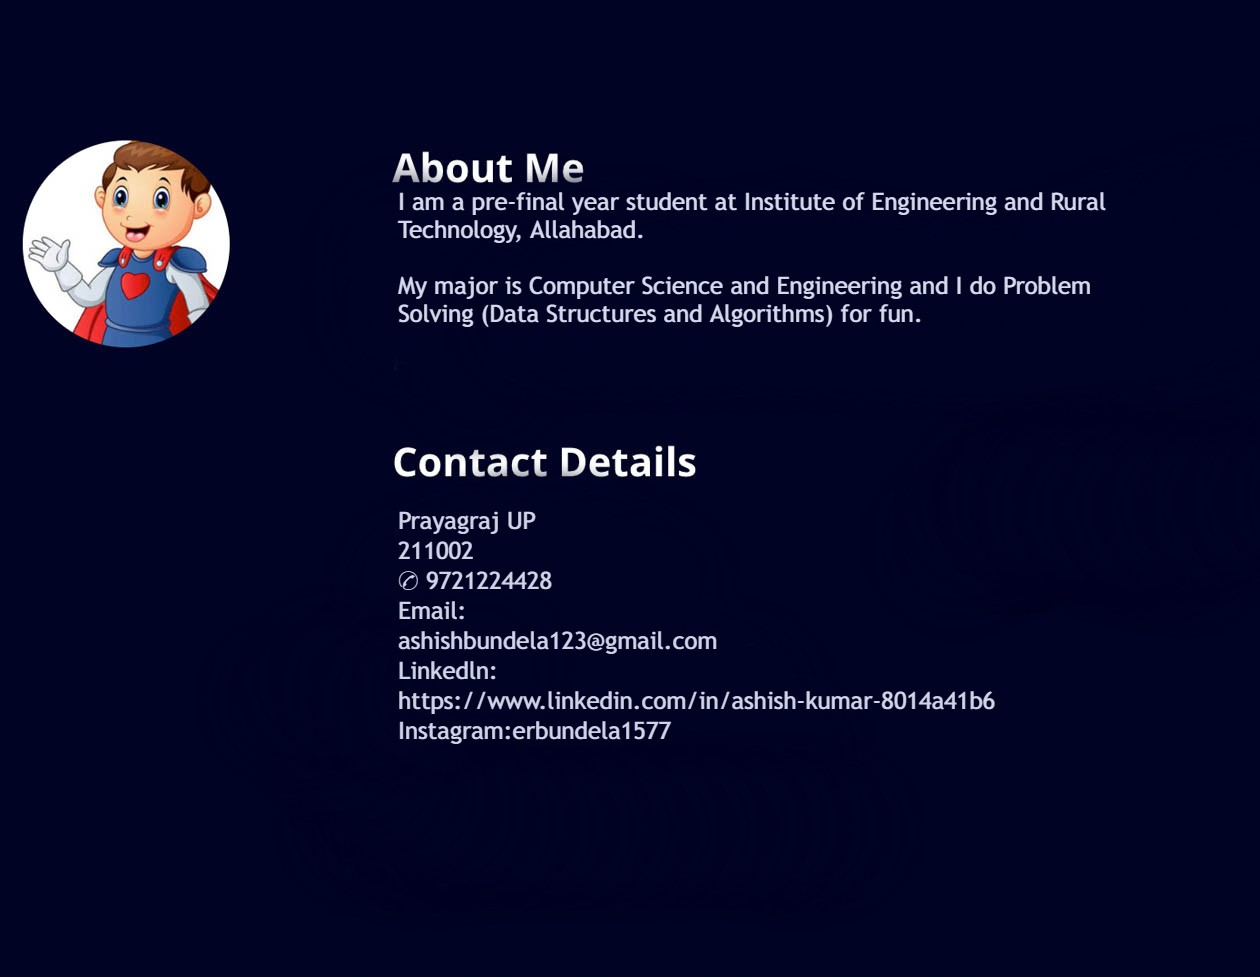 About Me
I am a pre-final year student at Institute of Engineering and Rural
Technology, Allahabad.
My major is Computer Science and Engineering and I do Problem
Solving (Data Structures and Algorithms) for fun.
Contact Details
Prayagraj UP
211002
✆ 9721224428
Email:
ashishbundela123@gmail.com
Linkedln:
https://www.linkedin.com/in/ashish-kumar-8014a41b6
Instagram:erbundela1577